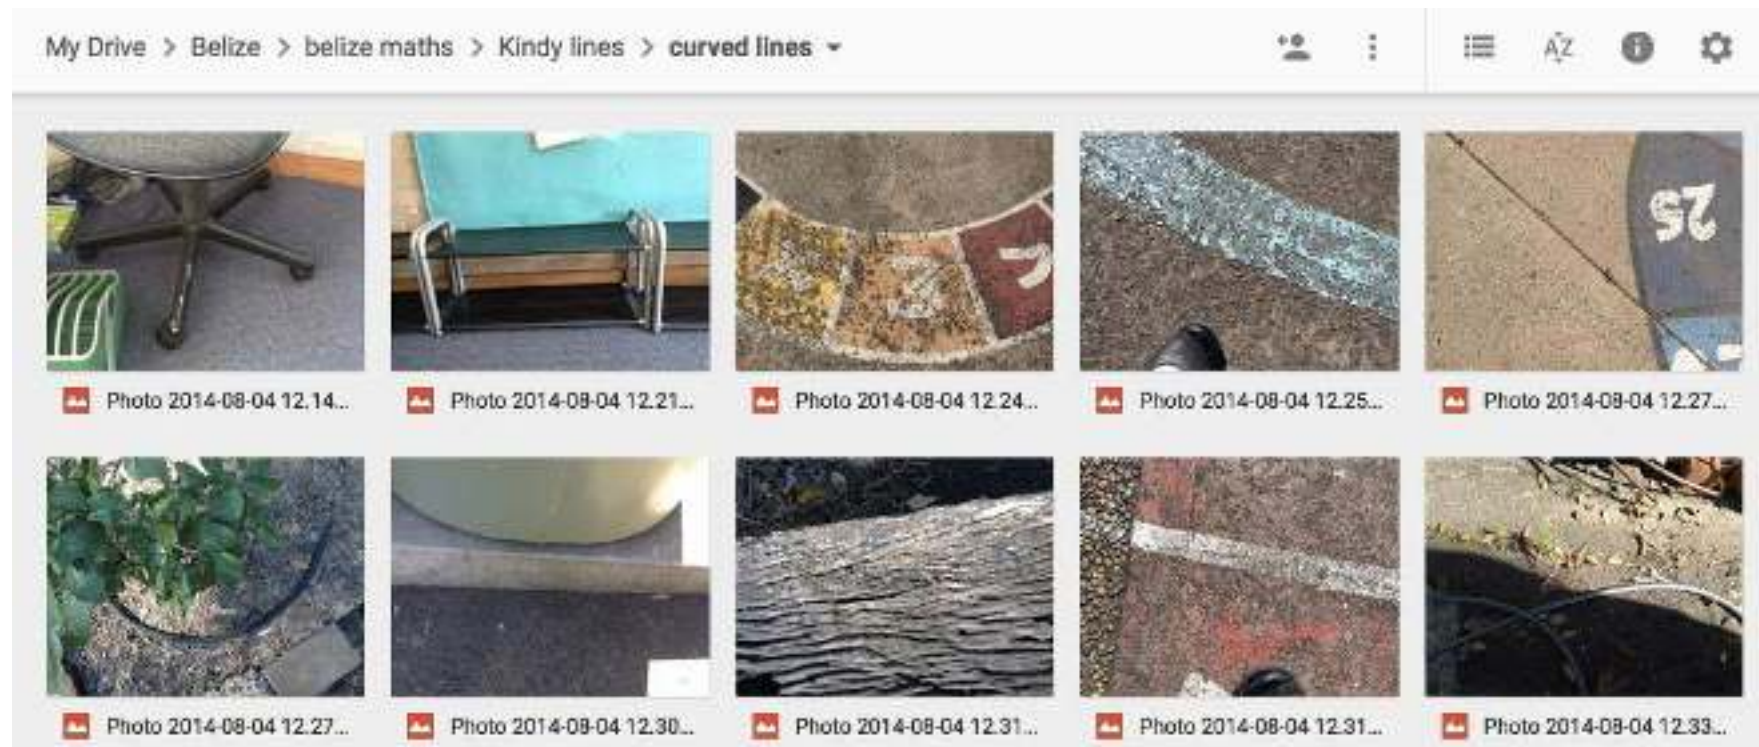 My Drive > Belize > belize maths > Kindy lines > curved lines
AZ
25
Photo 2014-08-04 12.14... Photo 2014-08-04 12.21... Photo 2014-08-04 12.24... Photo 2014-08-04 12.25... Photo 2014-08-04 12.27...
Photo 2014-08-04 12.27... Photo 2014-08-04 12.30... Photo 2014-08-04 12.31... Photo 2014-08-04 12.31... Photo 2014-08-04 12.33...